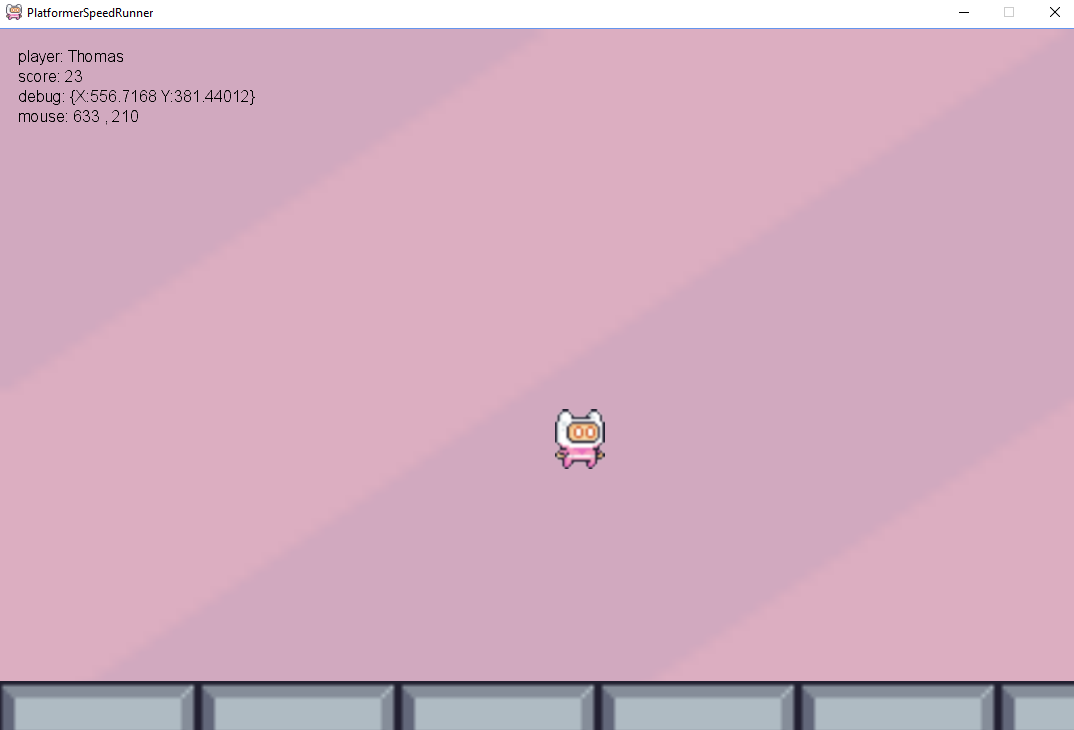 PlatformerSpeedRunner
player: Thomas
score: 23
debug: {X:556.7168 Y:381.44012}
mouse: 633 , 210